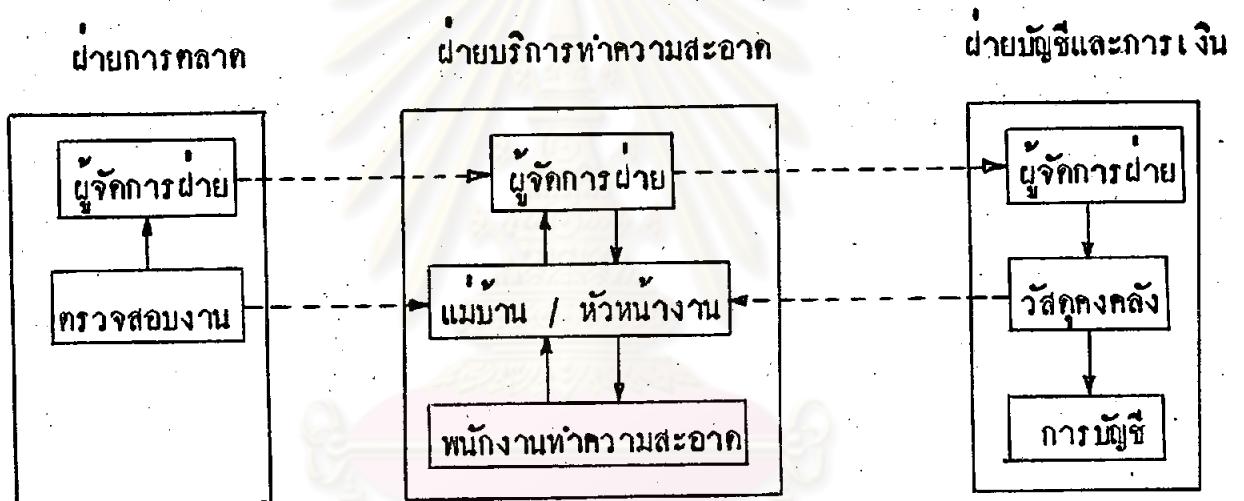 ฝ่ายการตลาด
ฝ่ายบริการทำความสะอาด
ฝ่ายบัญชีและการเงิน
ผู้จัดการฝ่าย
ผู้จัดการฝ่าย
ผู้จัดการฝ่าย
ตรวจสอบงาน
แม่บ้าน / หัวหน้างาน
วัสดุคงคลัง
พนักงานทำความสะอาด
การบัญชี